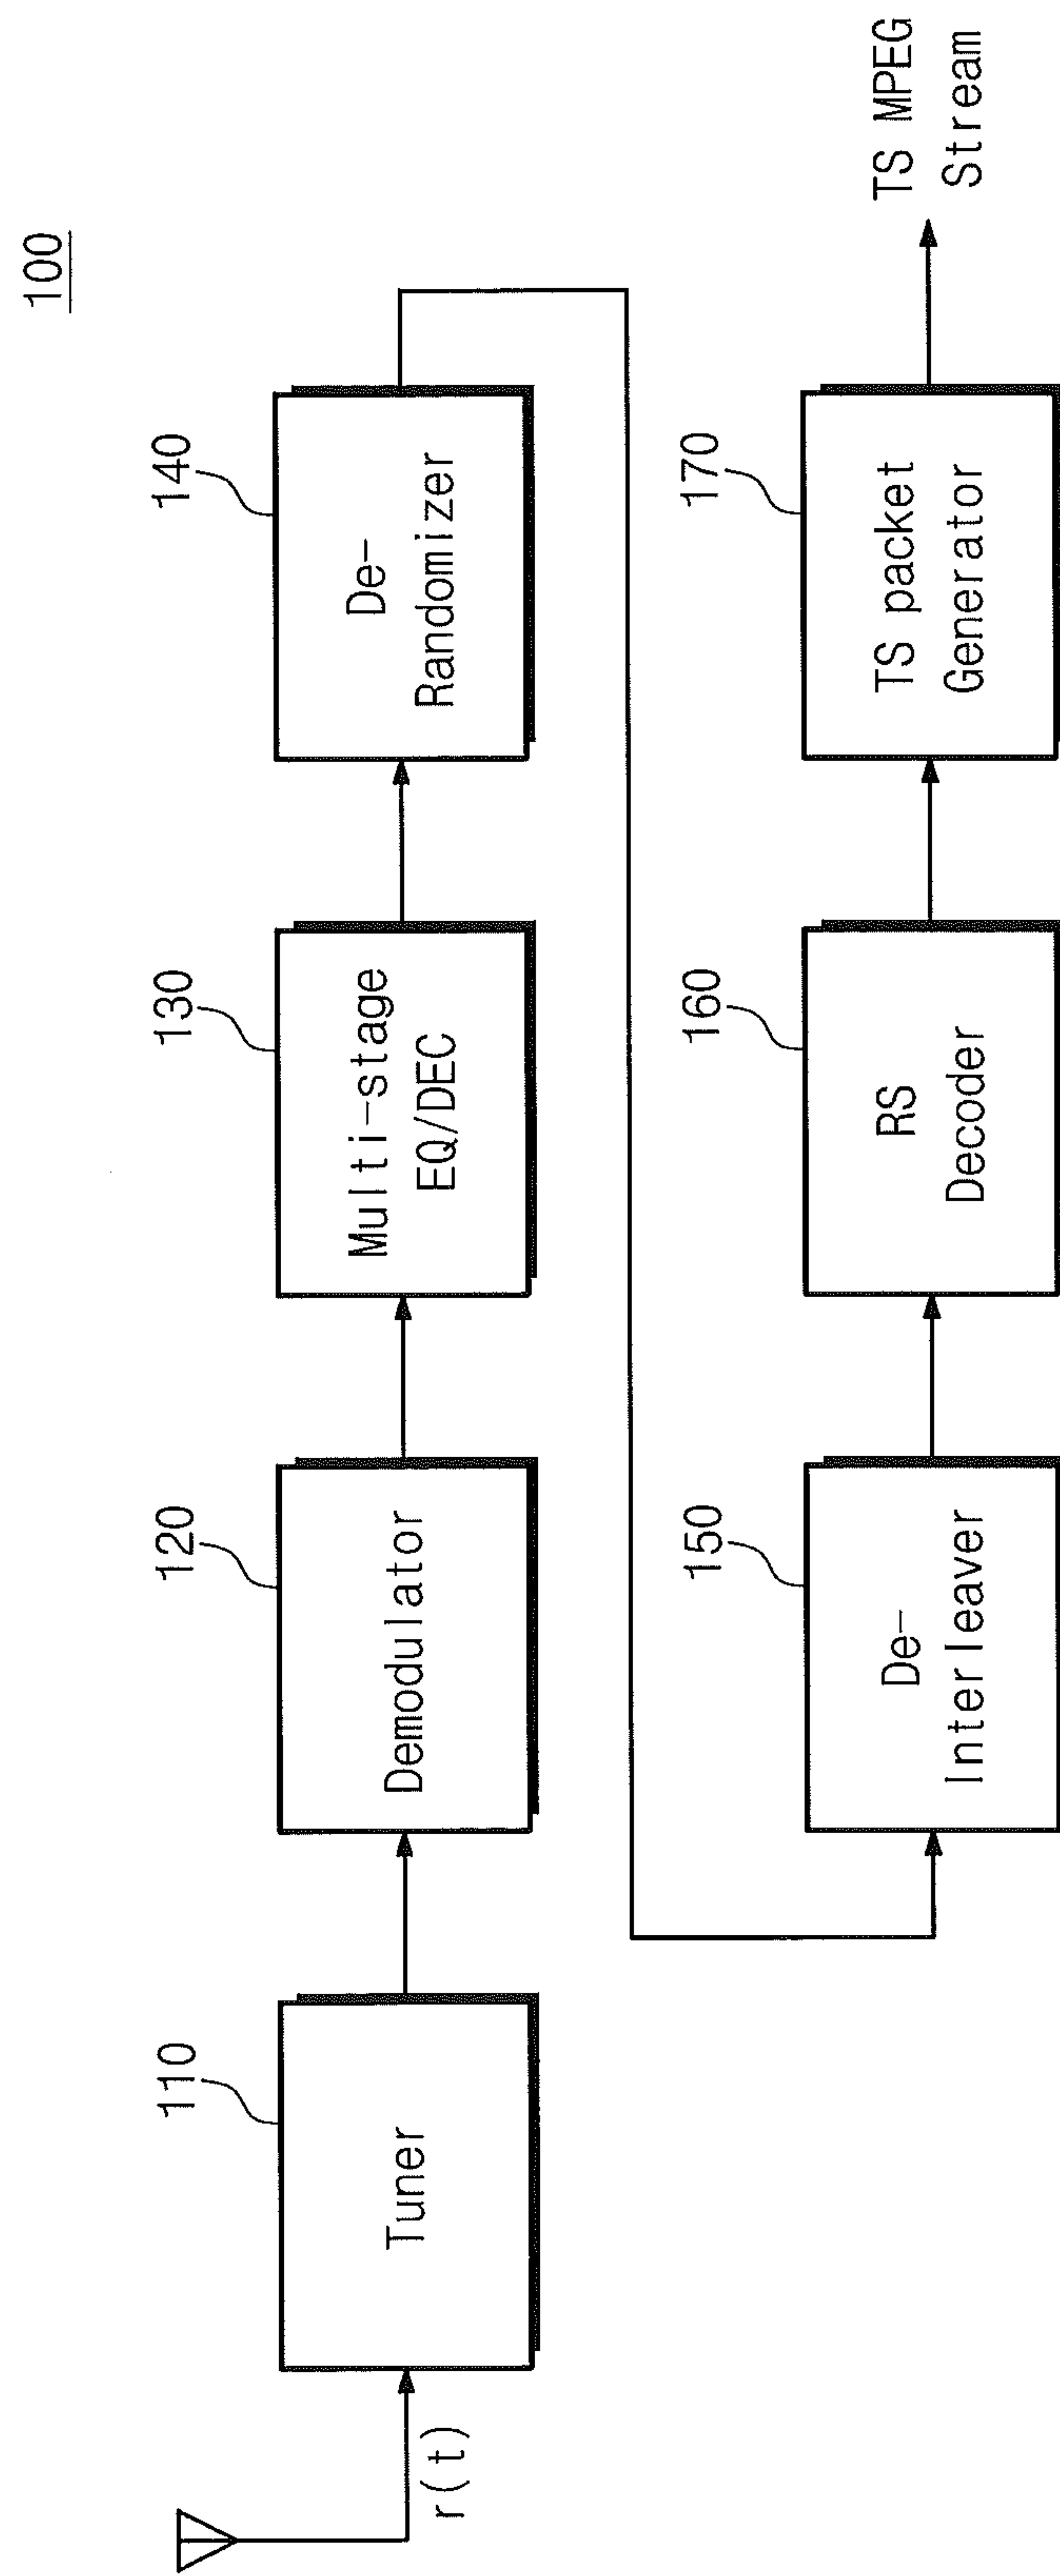 100
110
Tuner
r(t)
120
Demodulator
130
Multi-stage
EQ/DEC
140
De-
Randomizer
150
De-
Interleaver
160
RS
Decoder
170
TS packet
Generator
TS MPEG
Stream